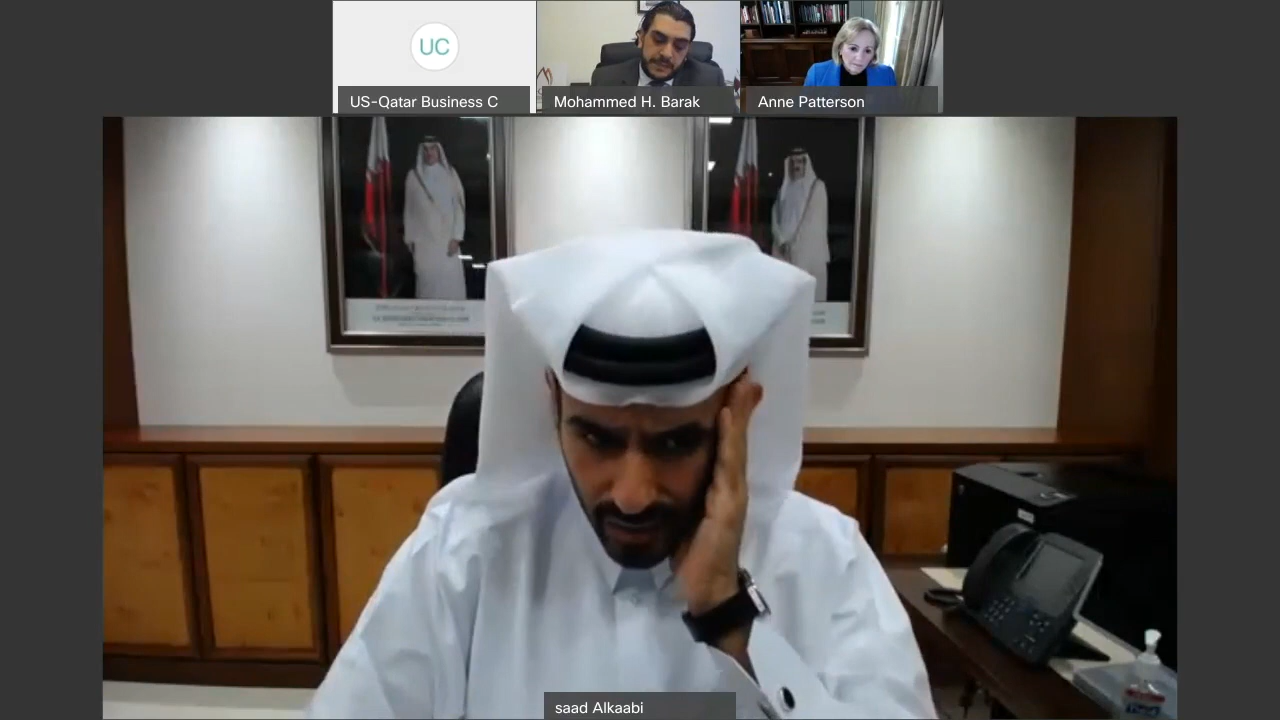 UC
US-Qatar Business C
Mohammed H. Barak
Anne Patterson
saad Alkaabi